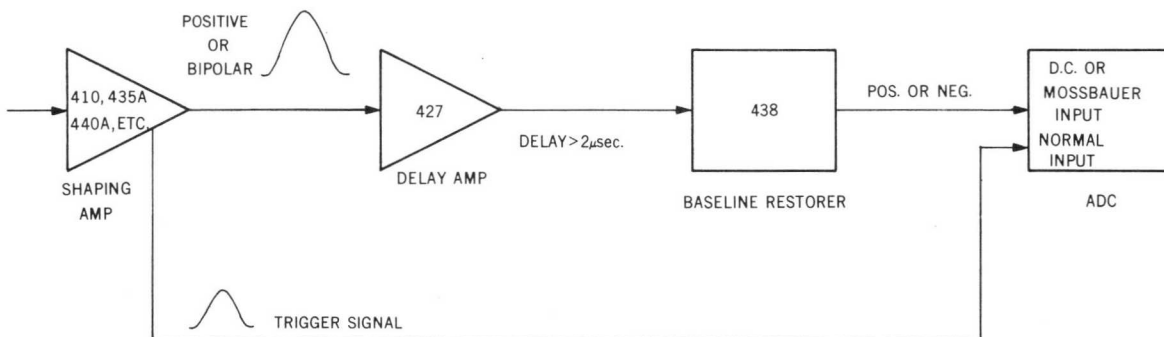 POSITIVE
OR
BIPOLAR
410, 435A
440A, ETC.
SHAPING
AMP
427
DELAY AMP
DELAY>2μsec.
438
BASELINE RESTORER
POS. OR NEG.
D.C. OR
MOSSBAUER
INPUT
NORMAL
INPUT
ADC
TRIGGER SIGNAL